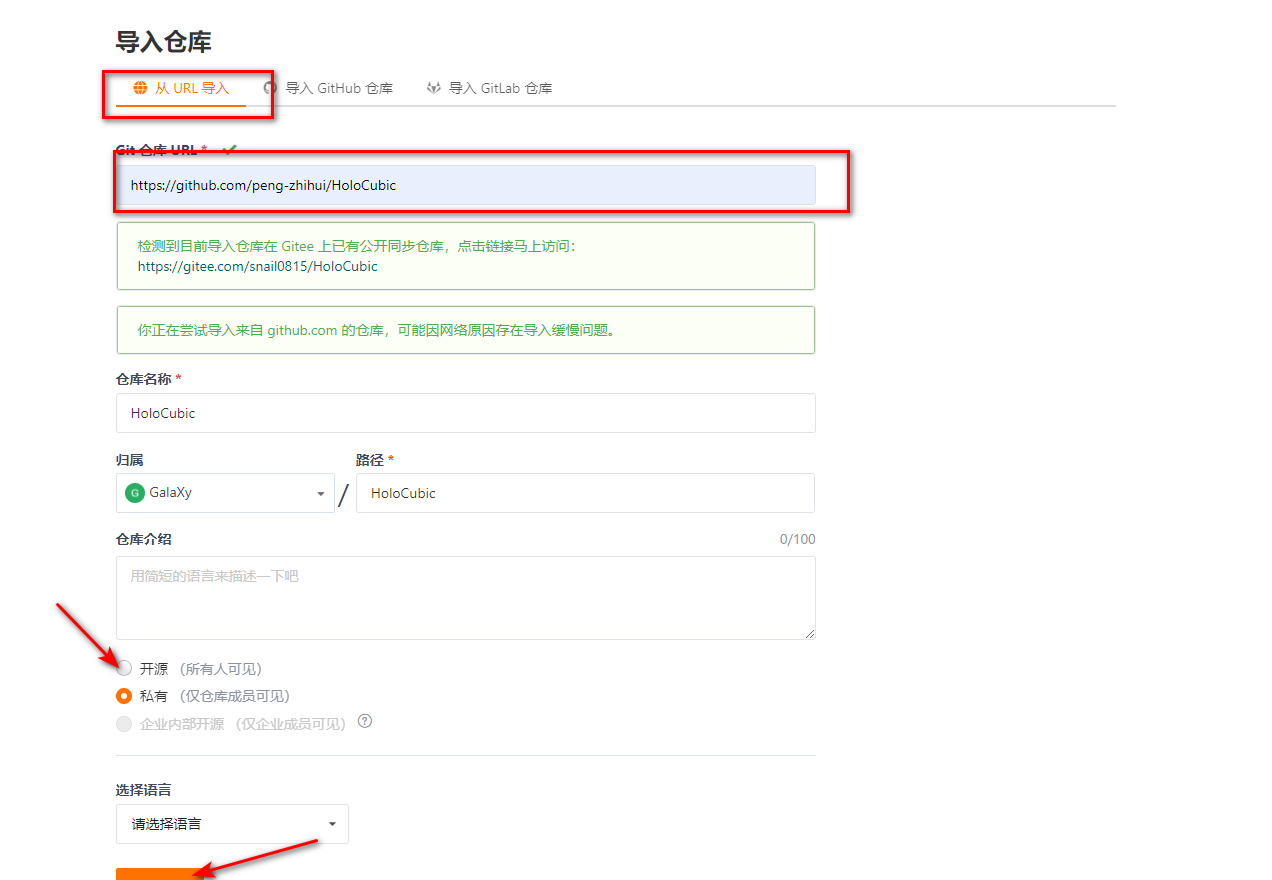 导入仓库
从 URL 导入 导入 GitHub 仓库 导入 GitLab 仓库
Git 仓库 URL *
https://github.com/peng-zhihui/HoloCubic
检测到目前导入仓库在 Gitee 上已有公开同步仓库，点击链接马上访问：
https://gitee.com/snail0815/HoloCubic
你正在尝试导入来自 github.com 的仓库，可能因网络原因存在导入缓慢问题。
仓库名称 *
HoloCubic
归属 路径 *
G GalaXy / HoloCubic
仓库介绍 0/100
用简短的语言来描述一下吧
开源 （所有人可见）
私有 （仅仓库成员可见）
企业内部开源 （仅企业成员可见） ?
选择语言
请选择语言